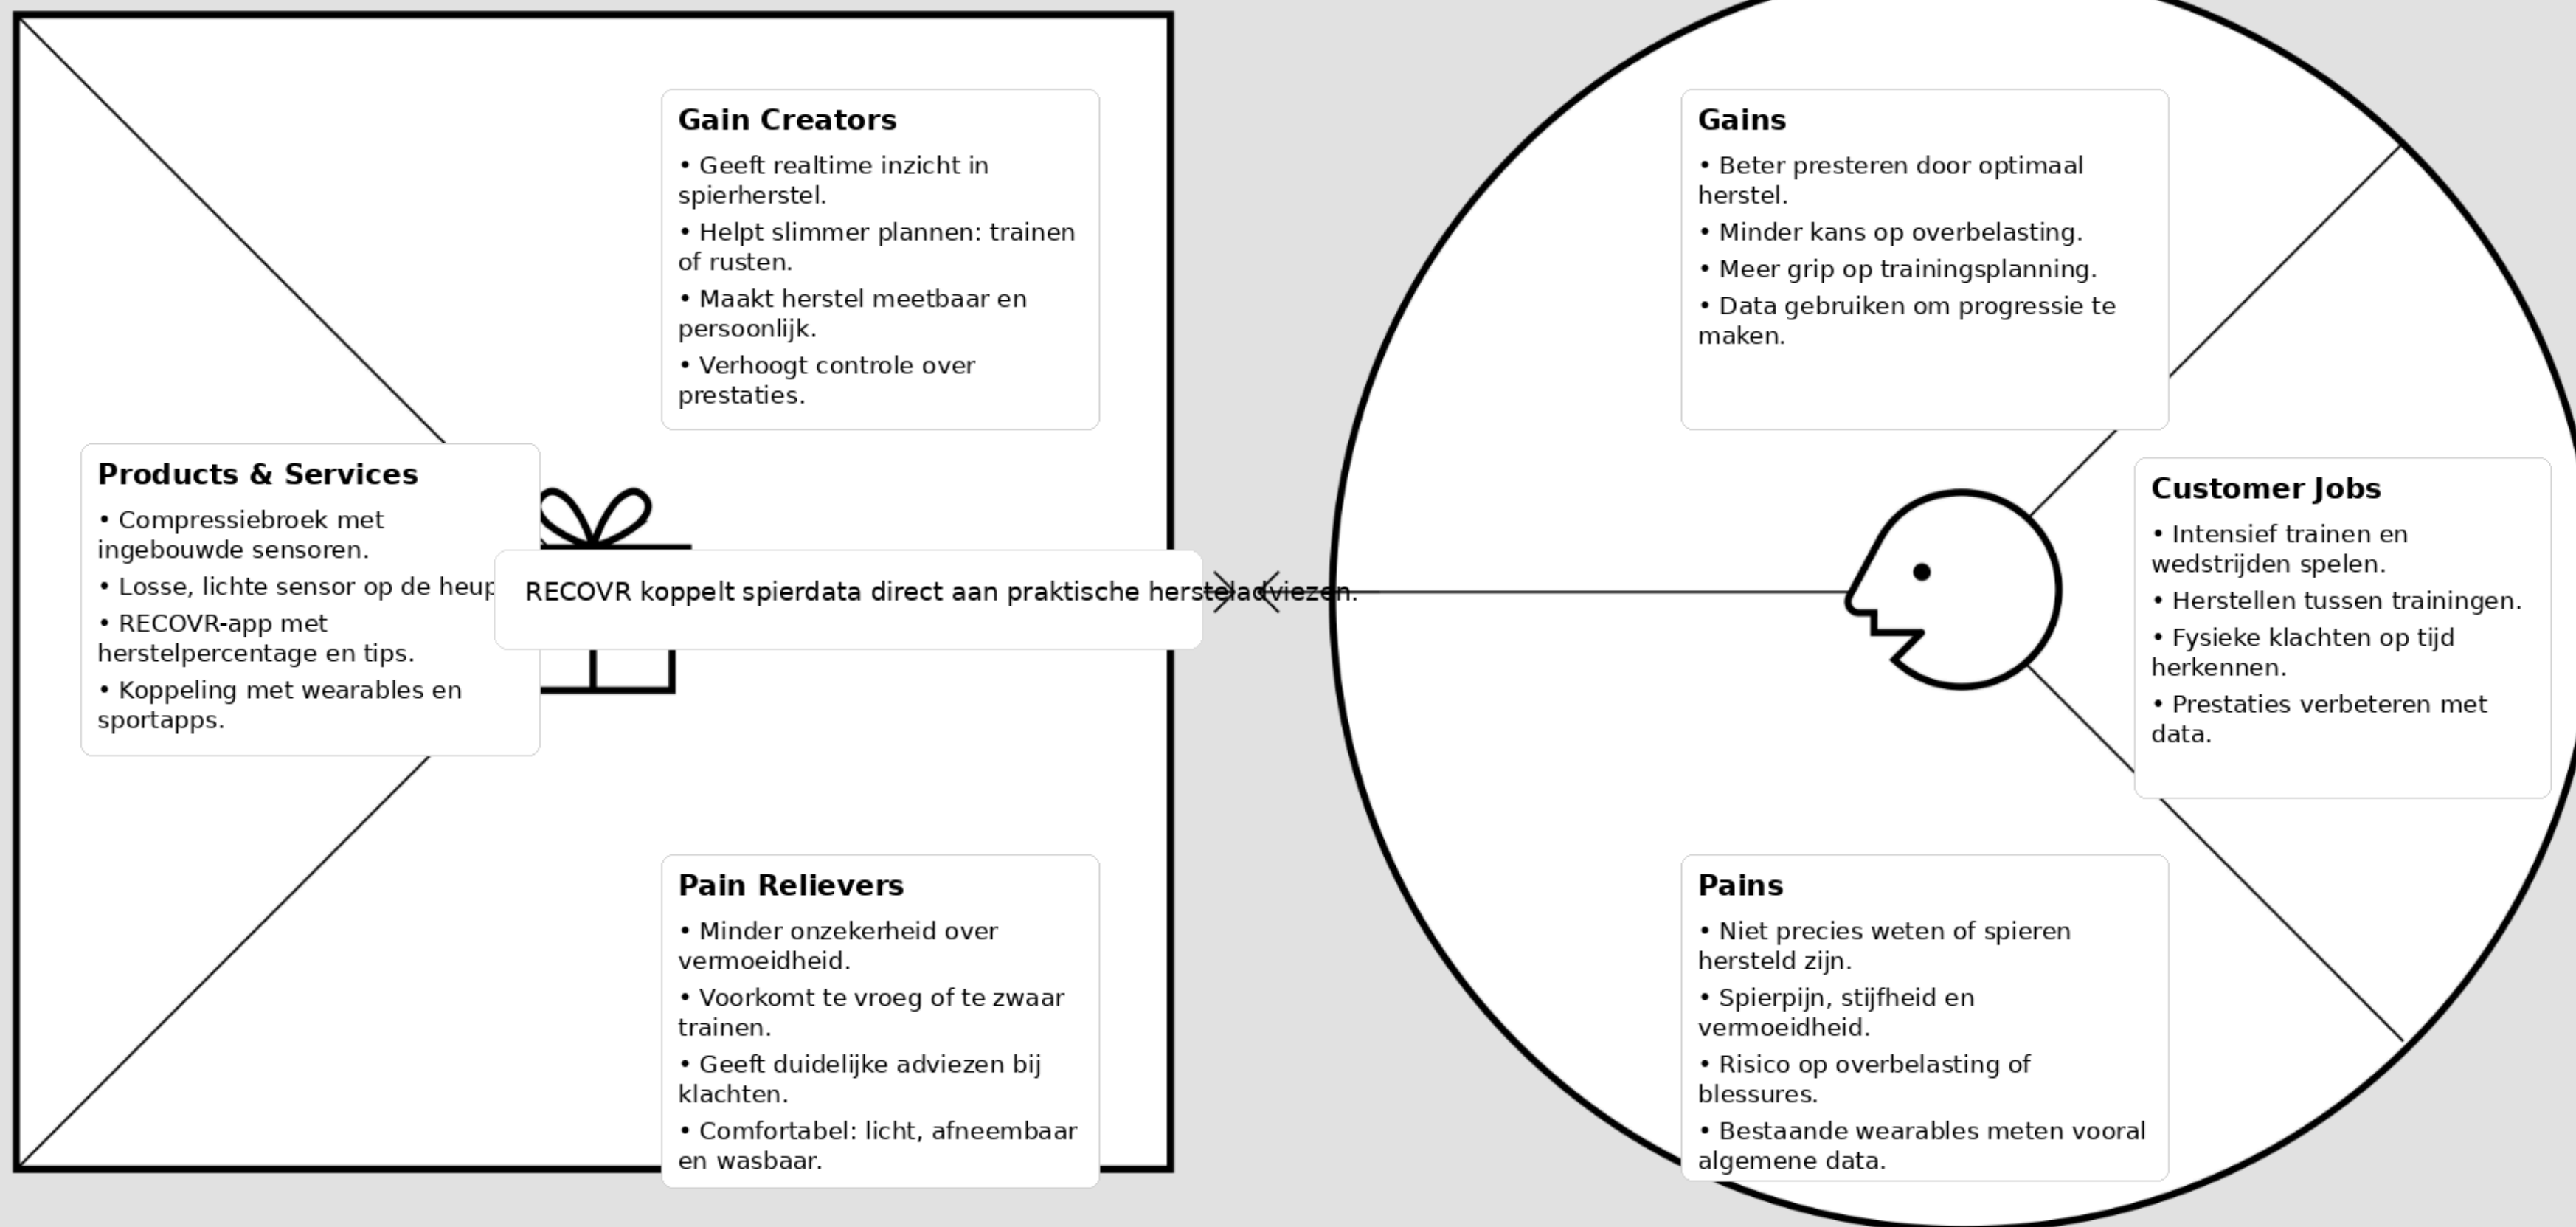 Gain Creators
• Geeft realtime inzicht in
spierherstel.
• Helpt slimmer plannen: trainen
of rusten.
• Maakt herstel meetbaar en
persoonlijk.
• Verhoogt controle over
prestaties.
Products & Services
• Compressiebroek met
ingebouwde sensoren.
• Losse, lichte sensor op de heup
• RECOVR-app met
herstelpercentage en tips.
• Koppeling met wearables en
sportapps.
RECOVR koppelt spierdata direct aan praktische hersteladviezen.
Pain Relievers
• Minder onzekerheid over
vermoeidheid.
• Voorkomt te vroeg of te zwaar
trainen.
• Geeft duidelijke adviezen bij
klachten.
• Comfortabel: licht, afneembaar
en wasbaar.
Gains
• Beter presteren door optimaal
herstel.
• Minder kans op overbelasting.
• Meer grip op trainingsplanning.
• Data gebruiken om progressie te
maken.
Customer Jobs
• Intensief trainen en
wedstrijden spelen.
• Herstellen tussen trainingen.
• Fysieke klachten op tijd
herkennen.
• Prestaties verbeteren met
data.
Pains
• Niet precies weten of spieren
hersteld zijn.
• Spierpijn, stijfheid en
vermoeidheid.
• Risico op overbelasting of
blessures.
• Bestaande wearables meten vooral
algemene data.